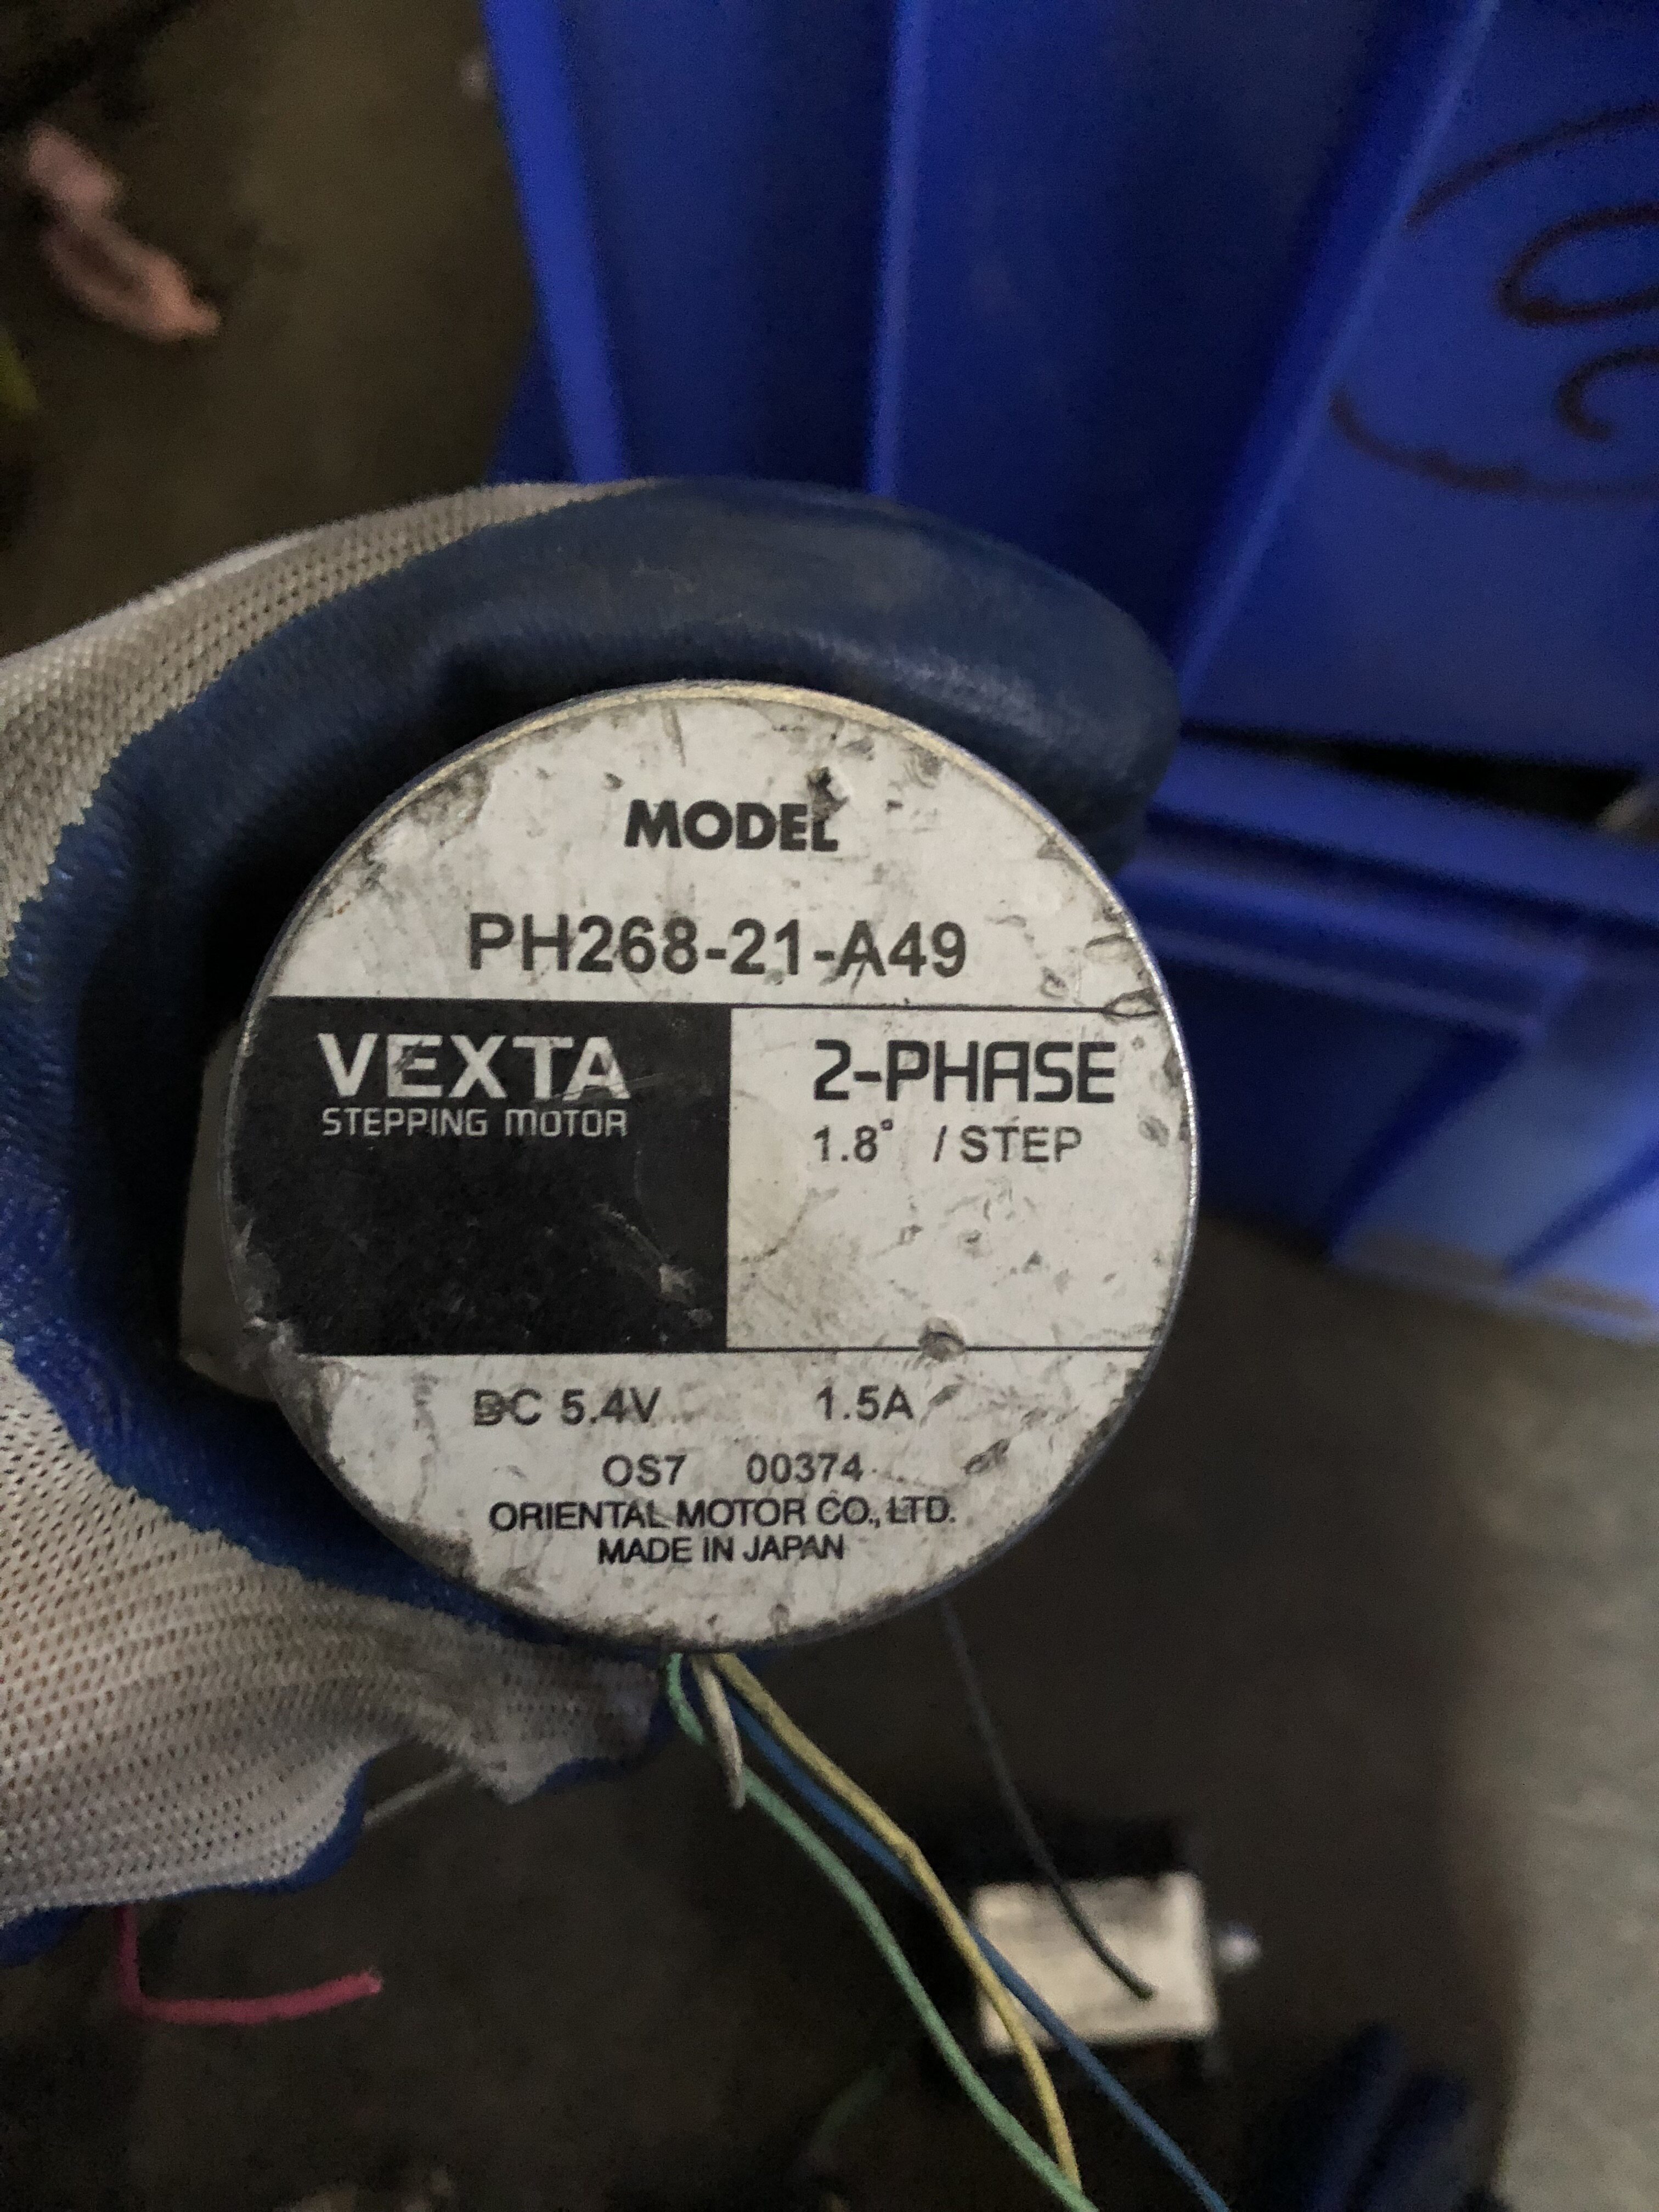 MODEL
PH268-21-A49
VEXTA
STEPPING MOTOR
2-PHASE
1.8° / STEP
DC 5.4V 1.5A
OS7 00374
ORIENTAL MOTOR CO., LTD.
MADE IN JAPAN